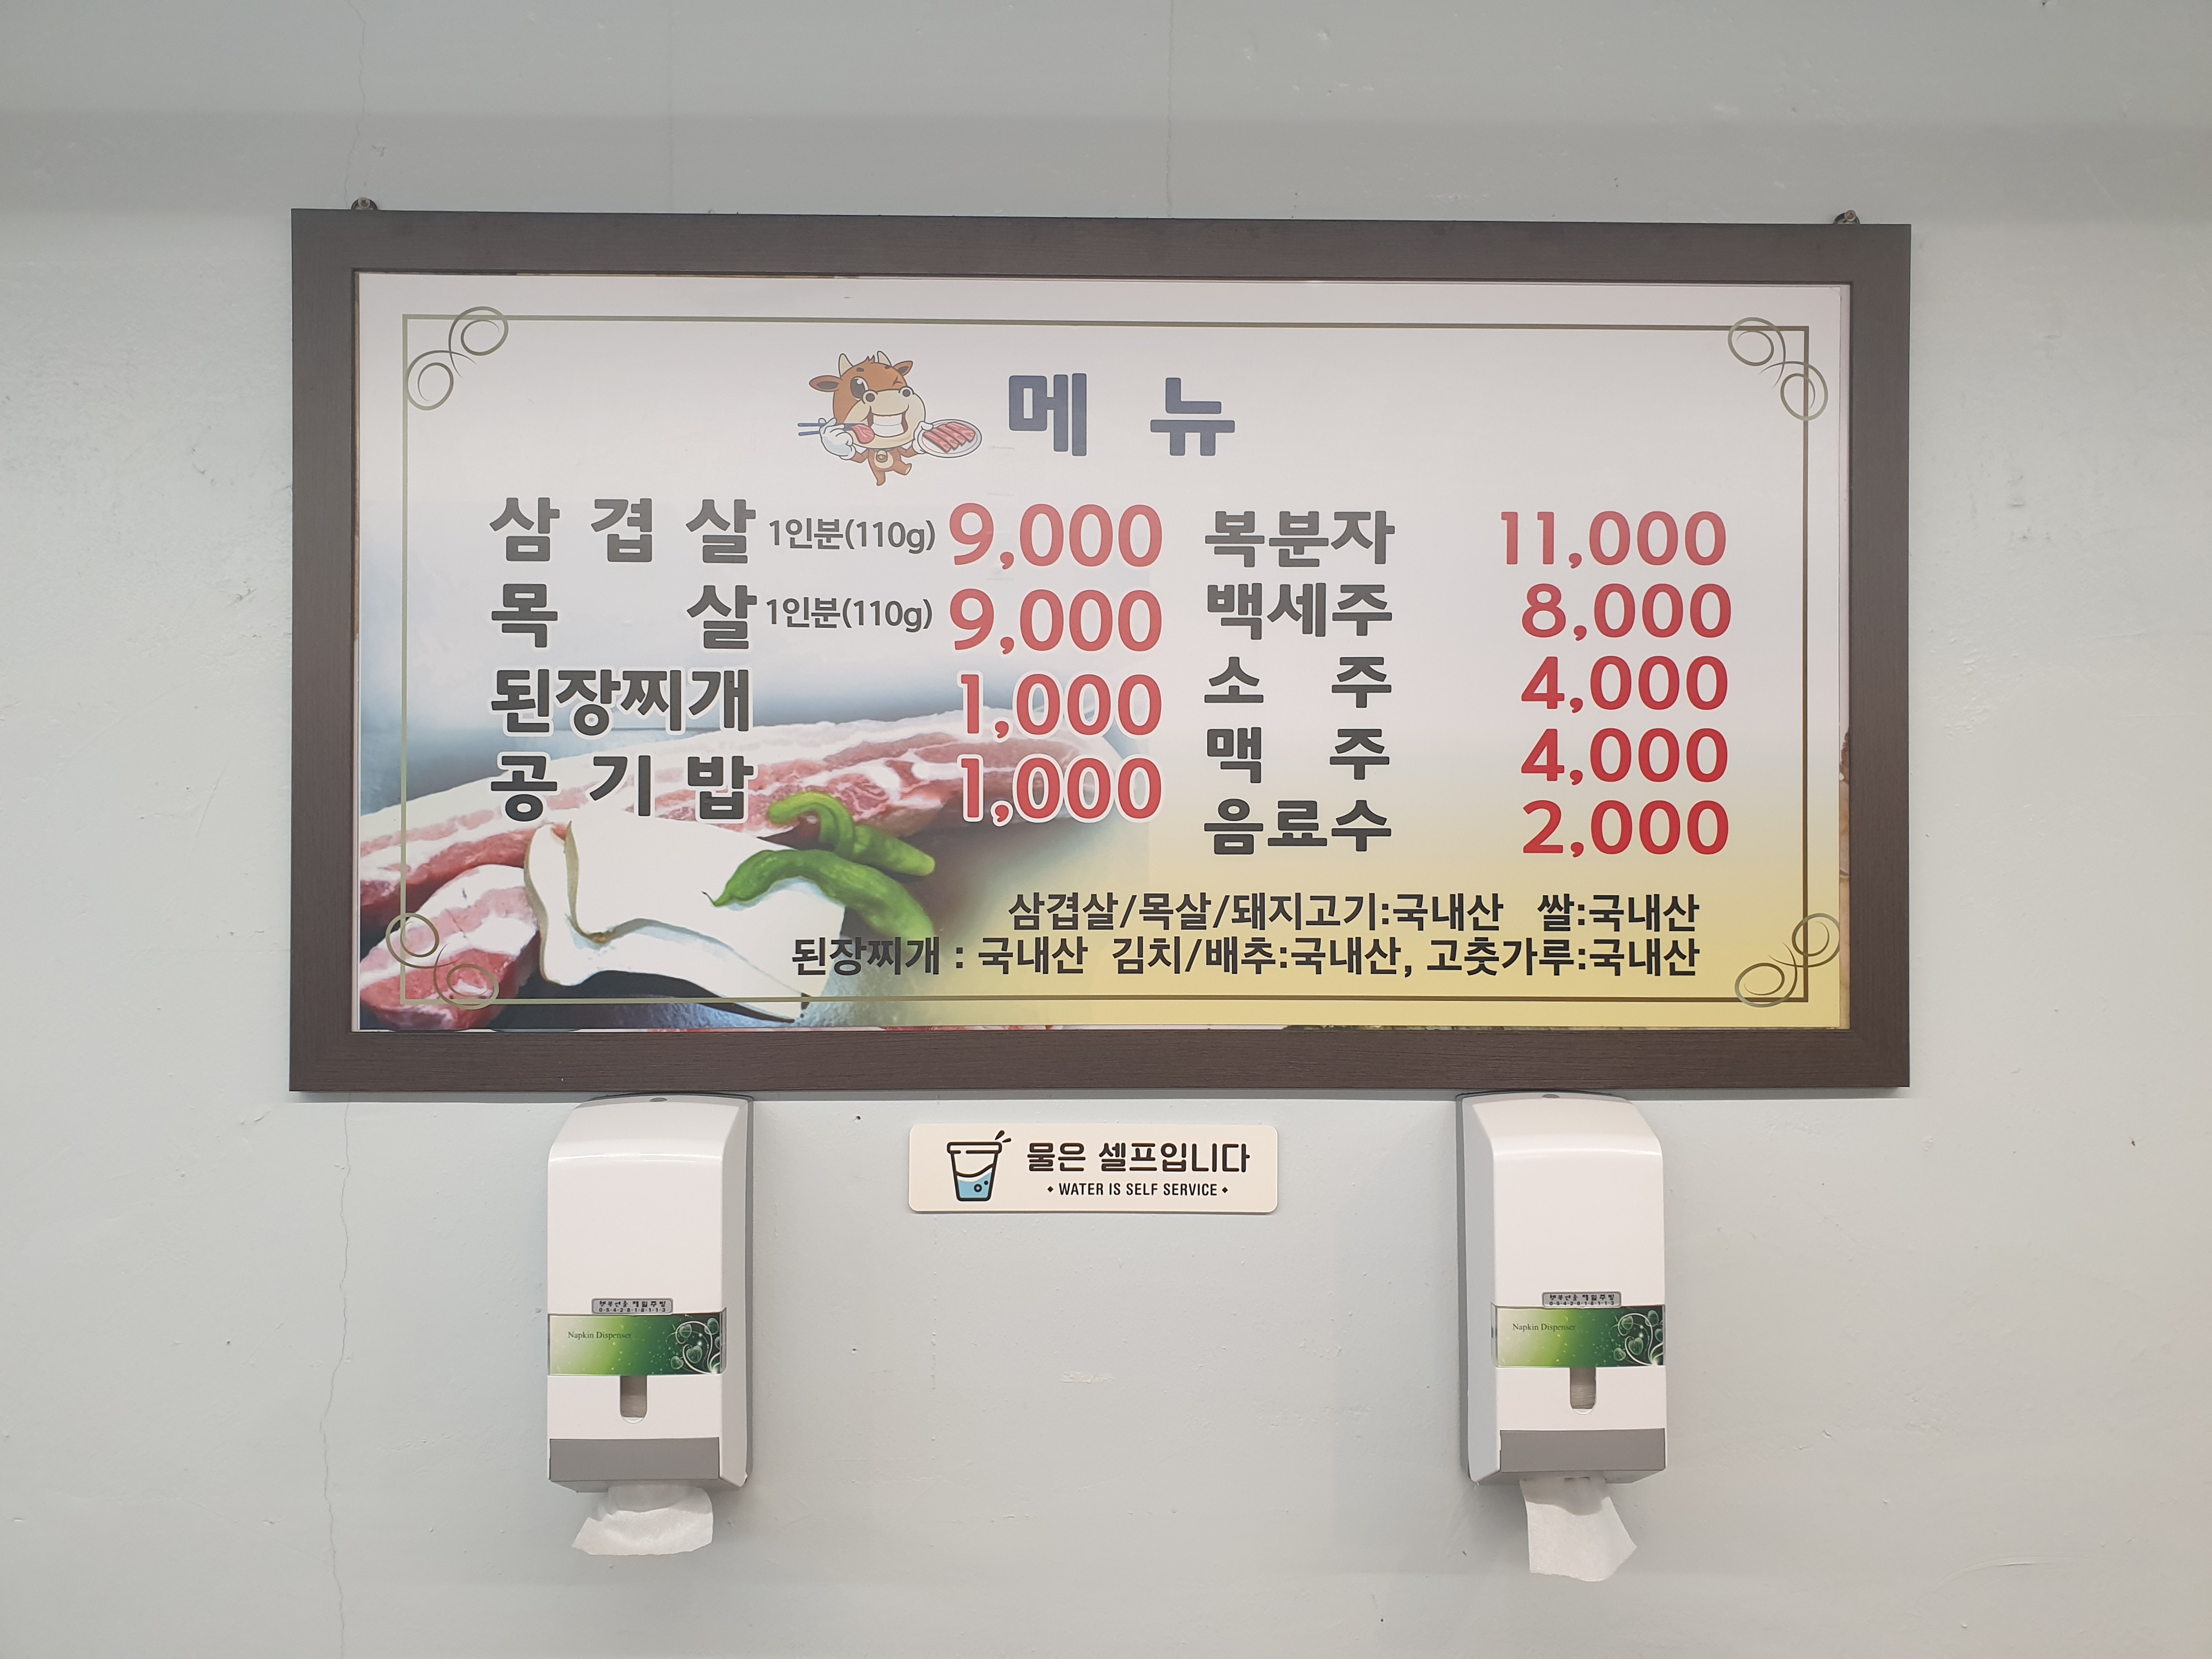 메뉴
삼겹살 1인분(110g) 9,000
목살 1인분(110g) 9,000
된장찌개 1,000
공기밥 1,000
복분자 11,000
백세주 8,000
소주 4,000
맥주 4,000
음료수 2,000
삼겹살/목살/돼지고기:국내산 쌀:국내산
된장찌개 : 국내산 김치/배추:국내산, 고춧가루:국내산
물은 셀프입니다
• WATER IS SELF SERVICE •
Napkin Dispenser
Napkin Dispenser